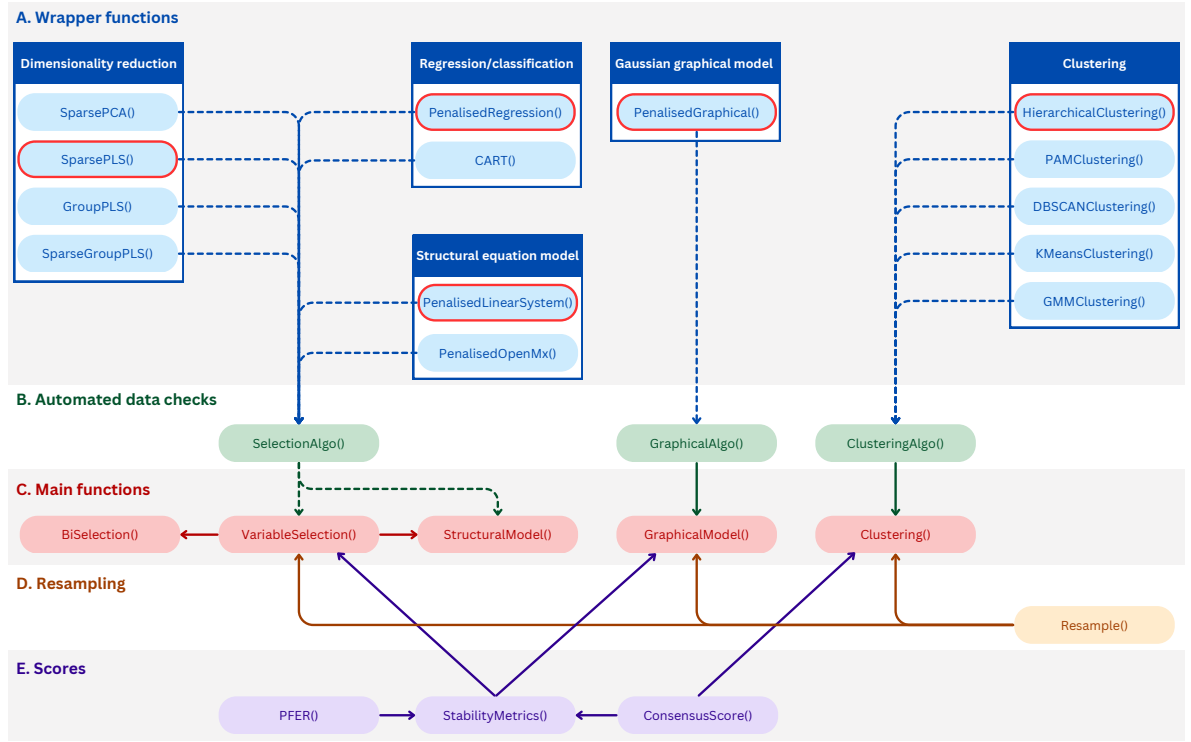 A. Wrapper functions
Dimensionality reduction
SparsePCA()
SparsePLS()
GroupPLS()
SparseGroupPLS()
Regression/classification
PenalisedRegression()
CART()
Structural equation model
PenalisedLinearSystem()
PenalisedOpenMx()
Gaussian graphical model
PenalisedGraphical()
Clustering
HierarchicalClustering()
PAMClustering()
DBSCANClustering()
KMeansClustering()
GMMClustering()
B. Automated data checks
SelectionAlgo()
GraphicalAlgo()
ClusteringAlgo()
C. Main functions
BiSelection()
VariableSelection()
StructuralModel()
GraphicalModel()
Clustering()
D. Resampling
Resample()
E. Scores
PFER()
StabilityMetrics()
ConsensusScore()